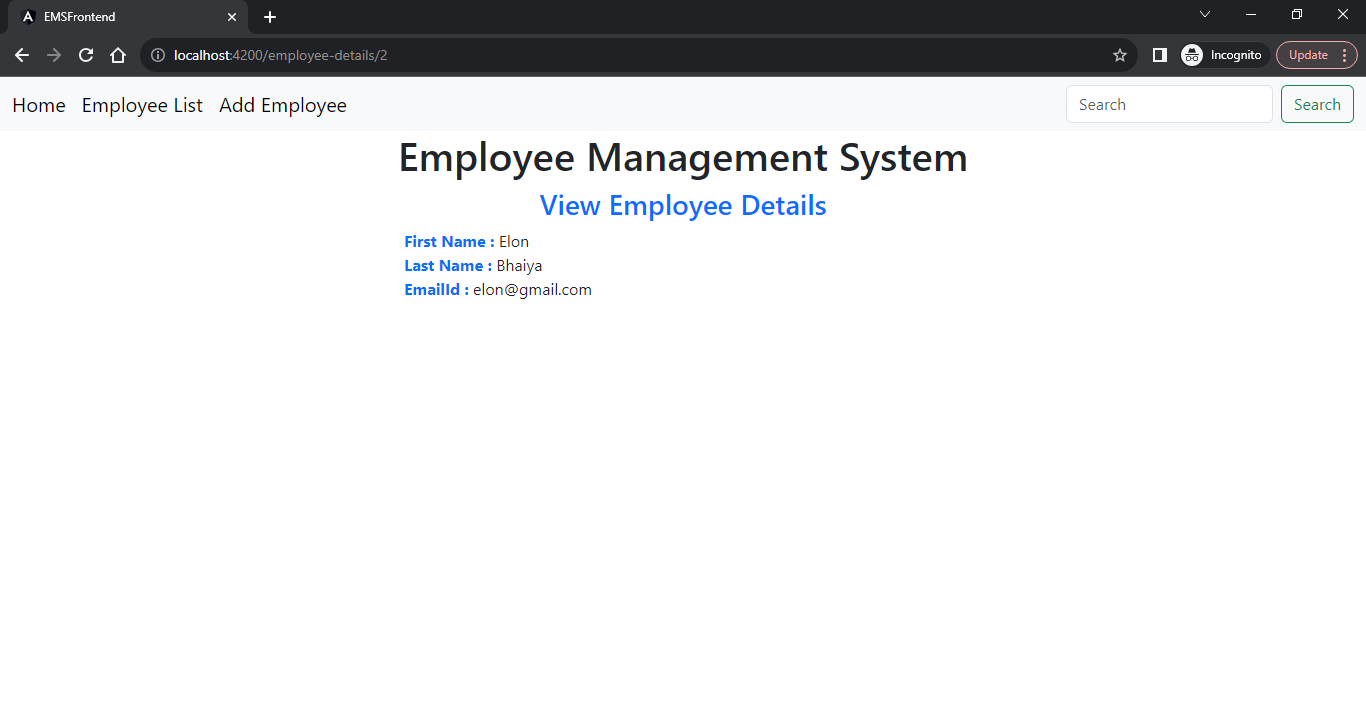 EMSFrontend
localhost:4200/employee-details/2
Incognito
Update
Home Employee List Add Employee
Search
Search
Employee Management System
View Employee Details
First Name : Elon
Last Name : Bhaiya
EmailId : elon@gmail.com